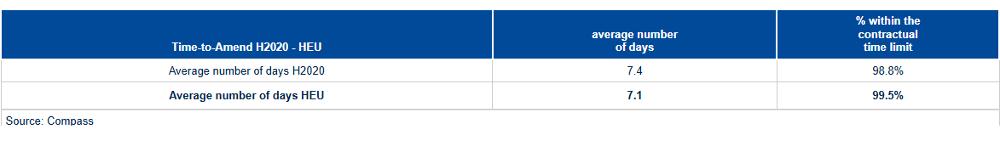 Time-to-Amend H2020 - HEU
average number
of days
% within the
contractual
time limit
Average number of days H2020 7.4 98.8%
Average number of days HEU 7.1 99.5%
Source: Compass